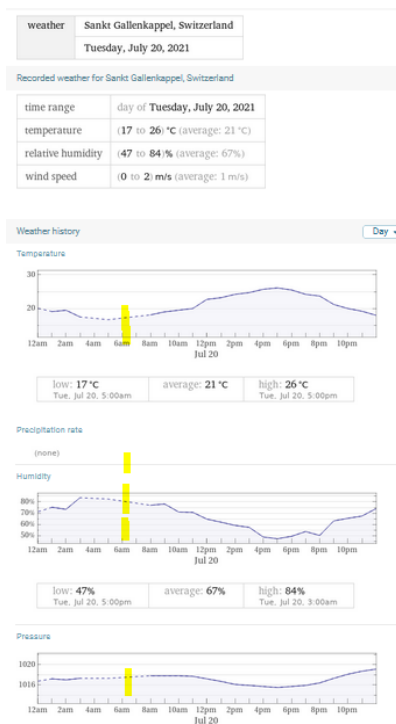 weather Sankt Gallenkappel, Switzerland
Tuesday, July 20, 2021
Recorded weather for Sankt Gallenkappel, Switzerland
time range day of Tuesday, July 20, 2021
temperature (17 to 26) °C (average: 21 °C)
relative humidity (47 to 84)% (average: 67%)
wind speed (0 to 2) m/s (average: 1 m/s)
Weather history Day
Temperature
30
20
12am 2am 4am 6am 8am 10am 12pm 2pm 4pm 6pm 8pm 10pm
Jul 20
low: 17 °C average: 21 °C high: 26 °C
Tue, Jul 20, 5:00am Tue, Jul 20, 5:00pm
Precipitation rate
(none)
Humidity
80%
70%
60%
50%
12am 2am 4am 6am 8am 10am 12pm 2pm 4pm 6pm 8pm 10pm
Jul 20
low: 47% average: 67% high: 84%
Tue, Jul 20, 5:00pm Tue, Jul 20, 3:00am
Pressure
1020
1016
12am 2am 4am 6am 8am 10am 12pm 2pm 4pm 6pm 8pm 10pm
Jul 20